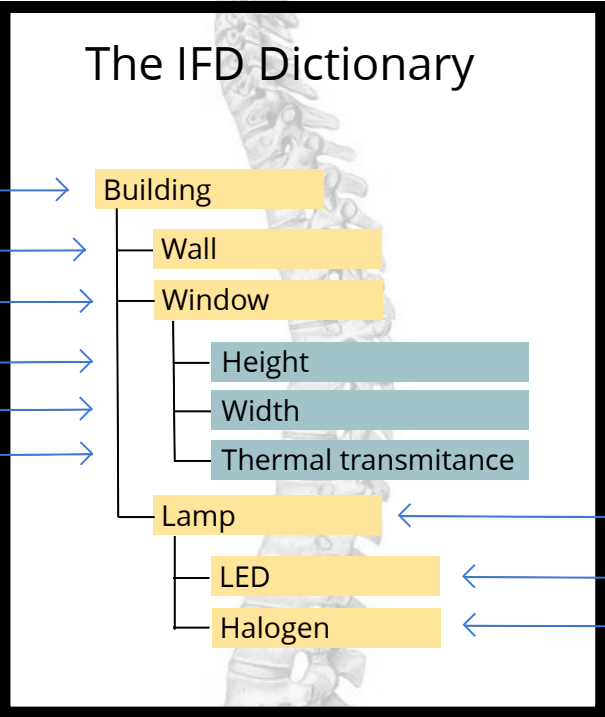 The IFD Dictionary
Building
Wall
Window
Height
Width
Thermal transmitance
Lamp
LED
Halogen